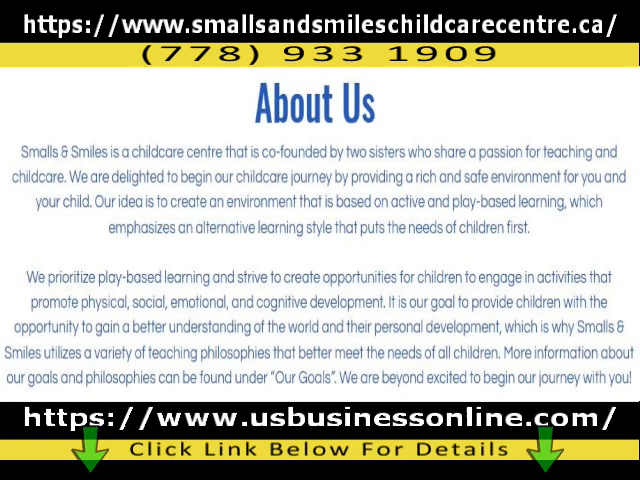 https://www.smallsandsmileschildcarecentre.ca/
(778) 933 1909
About Us
Smalls & Smiles is a childcare centre that is co-founded by two sisters who share a passion for teaching and
childcare. We are delighted to begin our childcare journey by providing a rich and safe environment for you and
your child. Our idea is to create an environment that is based on active and play-based learning, which
emphasizes an alternative learning style that puts the needs of children first.
We prioritize play-based learning and strive to create opportunities for children to engage in activities that
promote physical, social, emotional, and cognitive development. It is our goal to provide children with the
opportunity to gain a better understanding of the world and their personal development, which is why Smalls &
Smiles utilizes a variety of teaching philosophies that better meet the needs of all children. More information about
our goals and philosophies can be found under “Our Goals”. We are beyond excited to begin our journey with you!
https://www.usbusinessonline.com/
Click Link Below For Details